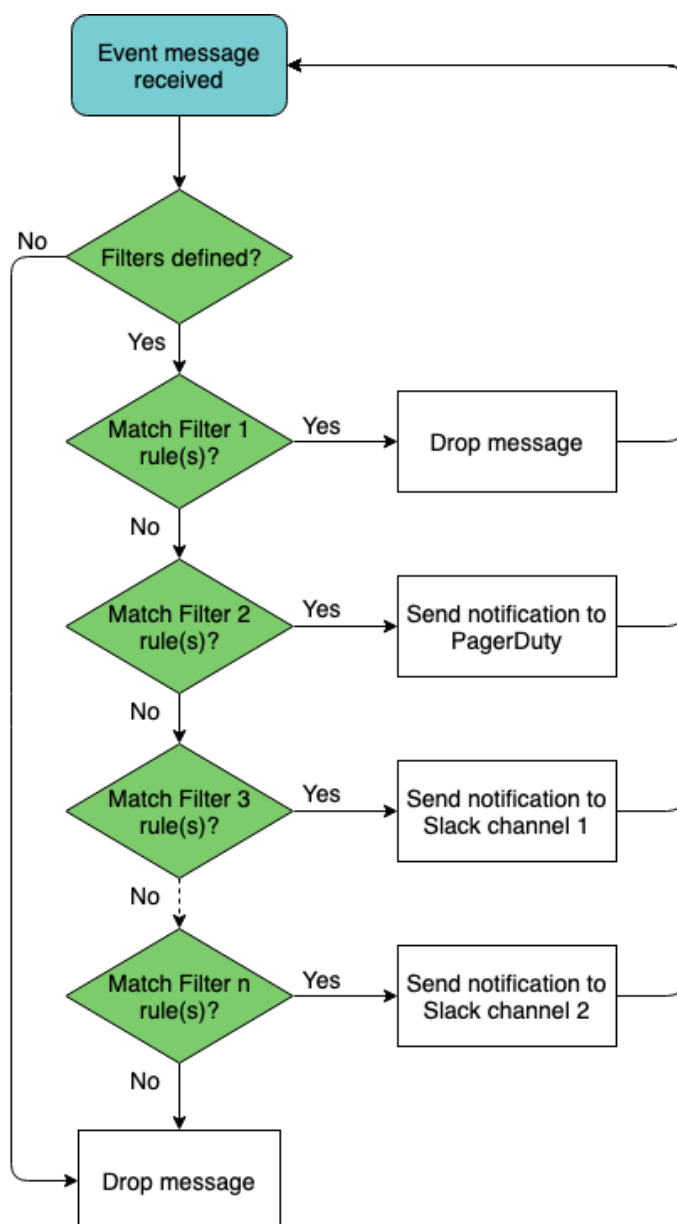 Event message
received
No
Filters defined?
Yes
Match Filter 1
rule(s)?
Yes
Drop message
No
Match Filter 2
rule(s)?
Yes
Send notification to
PagerDuty
No
Match Filter 3
rule(s)?
Yes
Send notification to
Slack channel 1
No
Match Filter n
rule(s)?
Yes
Send notification to
Slack channel 2
No
Drop message